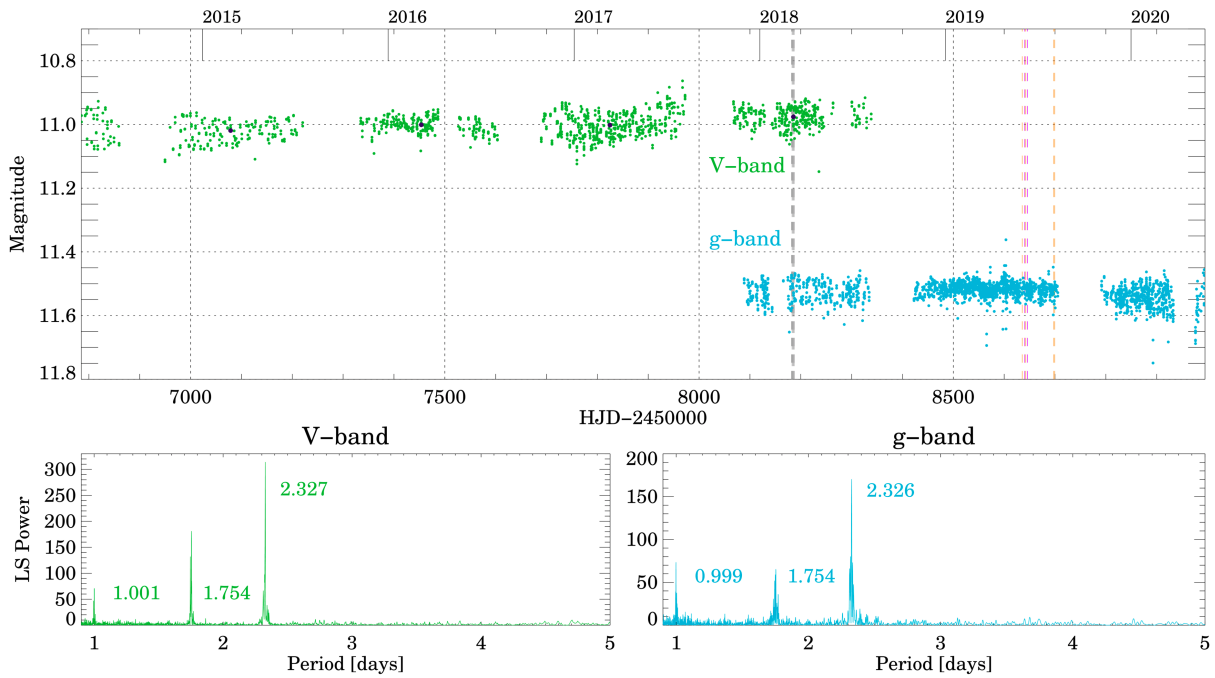 2015 2016 2017 2018 2019 2020
10.8
11.0
11.2
11.4
11.6
11.8
Magnitude
V-band
g-band
7000 7500 8000 8500
HJD-2450000
V-band
g-band
300
250
200
150
100
50
0
LS Power
2.327
1.001
1.754
1 2 3 4 5
Period [days]
200
150
100
50
0
2.326
0.999
1.754
1 2 3 4 5
Period [days]